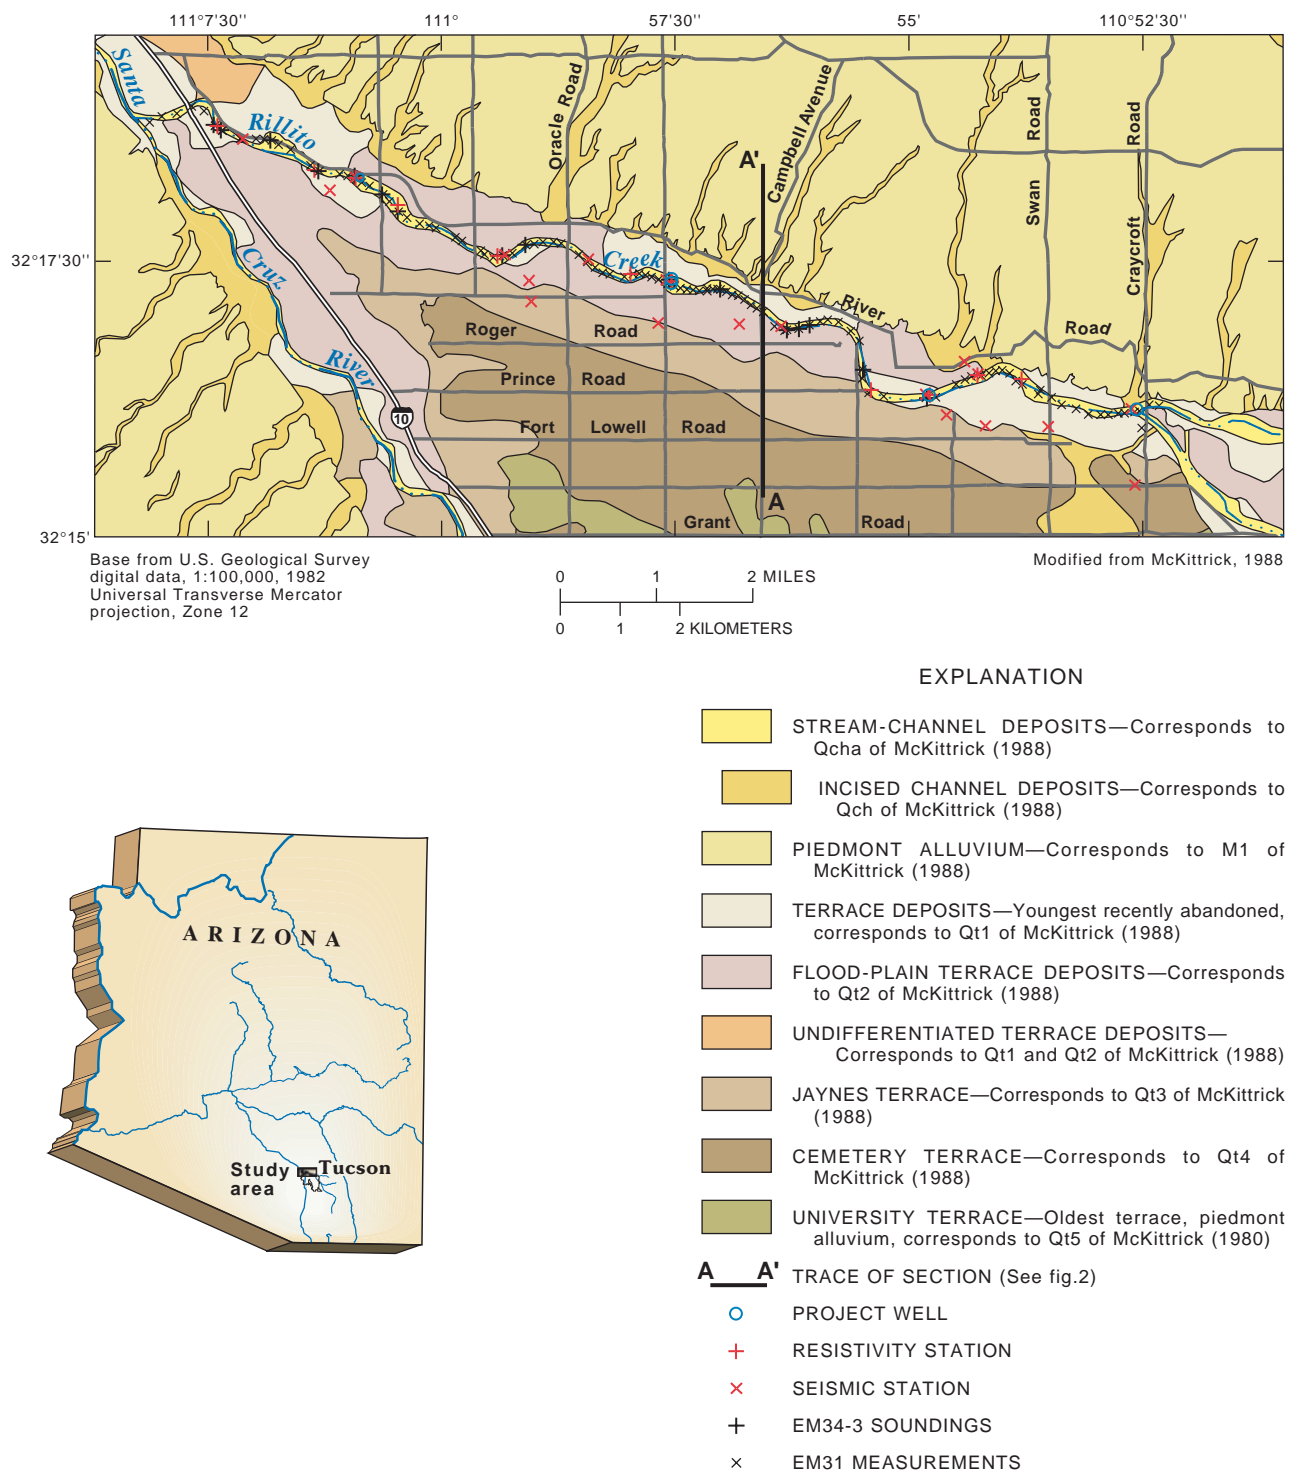 111°7'30"
111°
57'30"
55'
110°52'30"
Santa
Rillito
Oracle Road
Campbell Avenue
Road
Road
A'
Swan
Craycroft
32°17'30"
Cruz
Creek
River
Road
Roger Road
River
Prince Road
10
Fort Lowell Road
A
Grant Road
32°15'
Base from U.S. Geological Survey
digital data, 1:100,000, 1982
Universal Transverse Mercator
projection, Zone 12
Modified from McKittrick, 1988
0 1 2 MILES
0 1 2 KILOMETERS
EXPLANATION
STREAM-CHANNEL DEPOSITS—Corresponds to
Qcha of McKittrick (1988)
INCISED CHANNEL DEPOSITS—Corresponds to
Qch of McKittrick (1988)
PIEDMONT ALLUVIUM—Corresponds to M1 of
McKittrick (1988)
TERRACE DEPOSITS—Youngest recently abandoned,
corresponds to Qt1 of McKittrick (1988)
FLOOD-PLAIN TERRACE DEPOSITS—Corresponds
to Qt2 of McKittrick (1988)
UNDIFFERENTIATED TERRACE DEPOSITS—
Corresponds to Qt1 and Qt2 of McKittrick (1988)
JAYNES TERRACE—Corresponds to Qt3 of McKittrick
(1988)
CEMETERY TERRACE—Corresponds to Qt4 of
McKittrick (1988)
UNIVERSITY TERRACE—Oldest terrace, piedmont
alluvium, corresponds to Qt5 of McKittrick (1980)
A A' TRACE OF SECTION (See fig.2)
PROJECT WELL
RESISTIVITY STATION
SEISMIC STATION
EM34-3 SOUNDINGS
EM31 MEASUREMENTS
ARIZONA
Study
area
Tucson